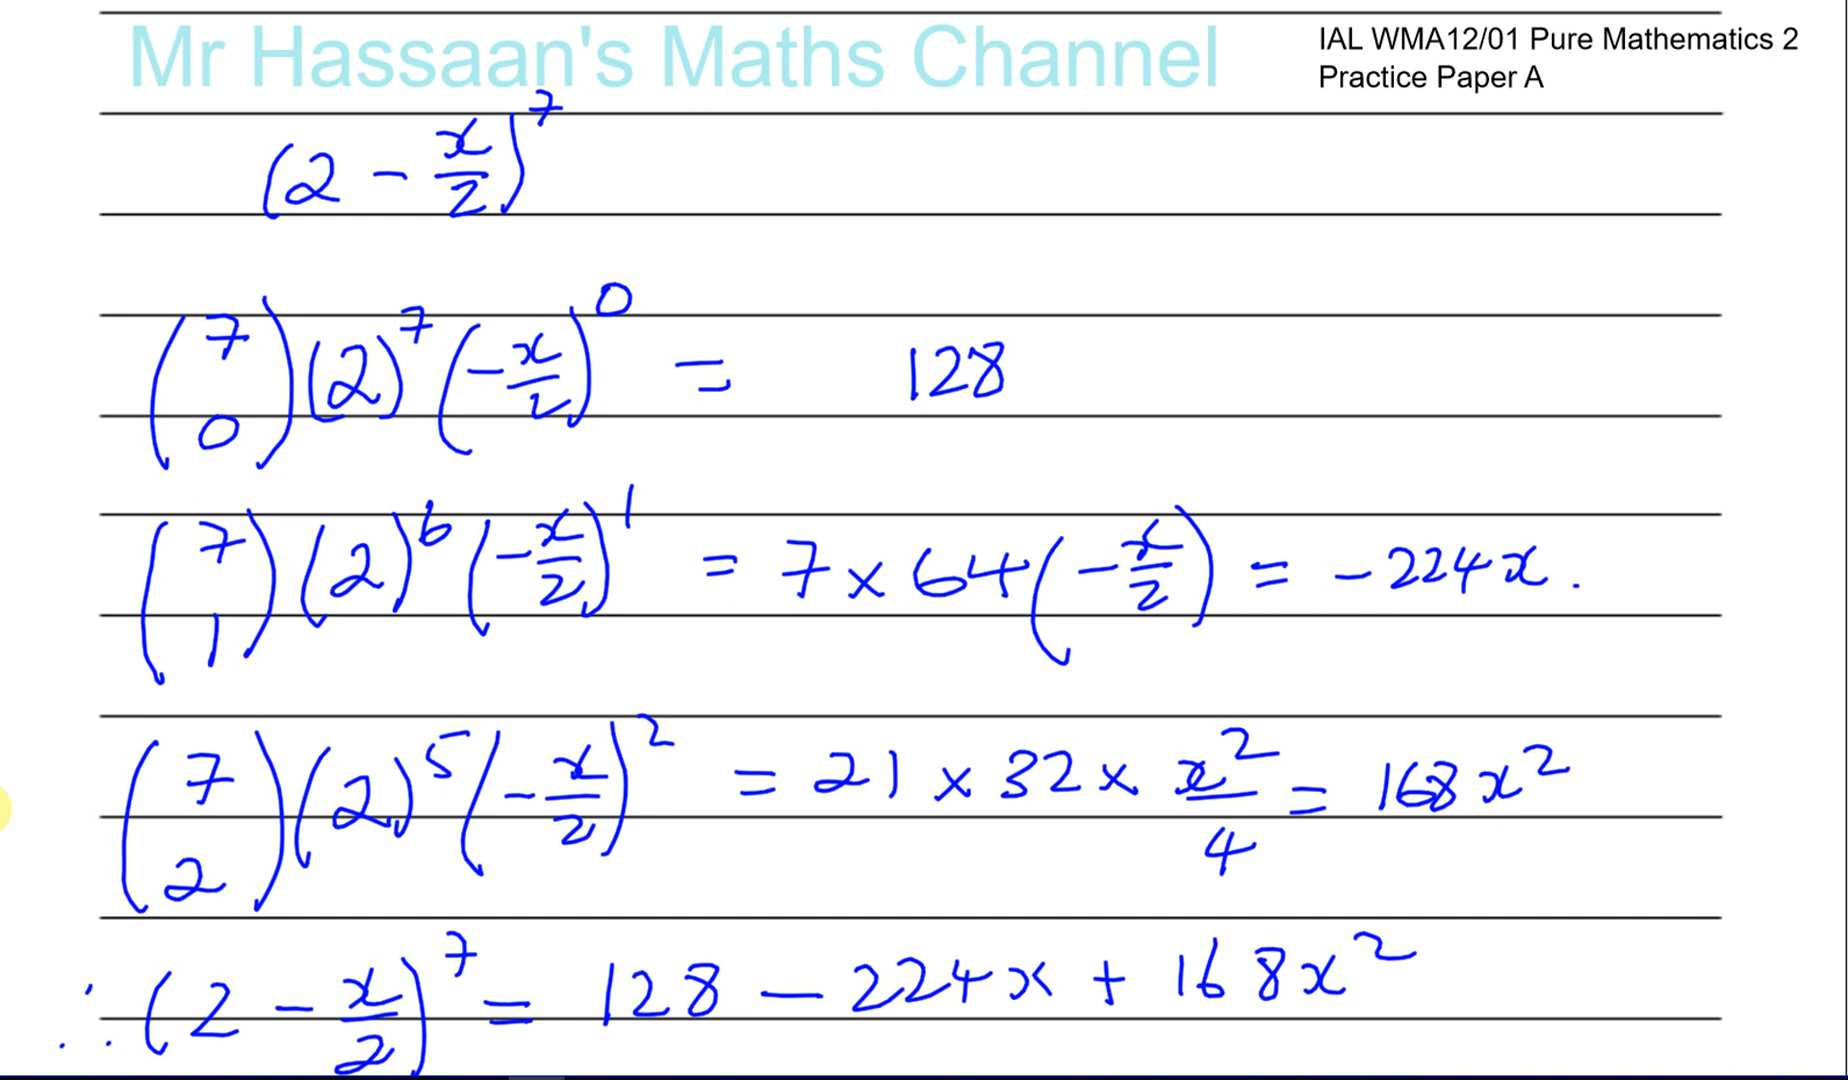 Mr Hassaan's Maths Channel
IAL WMA12/01 Pure Mathematics 2
Practice Paper A
(2 - x/2)^7
(7 0)(2)^7(-x/2)^0 = 128
(7 1)(2)^6(-x/2)^1 = 7 × 64(-x/2) = -224x.
(7 2)(2)^5(-x/2)^2 = 21 × 32 × x^2/4 = 168x^2
∴ (2 - x/2)^7 = 128 - 224x + 168x^2